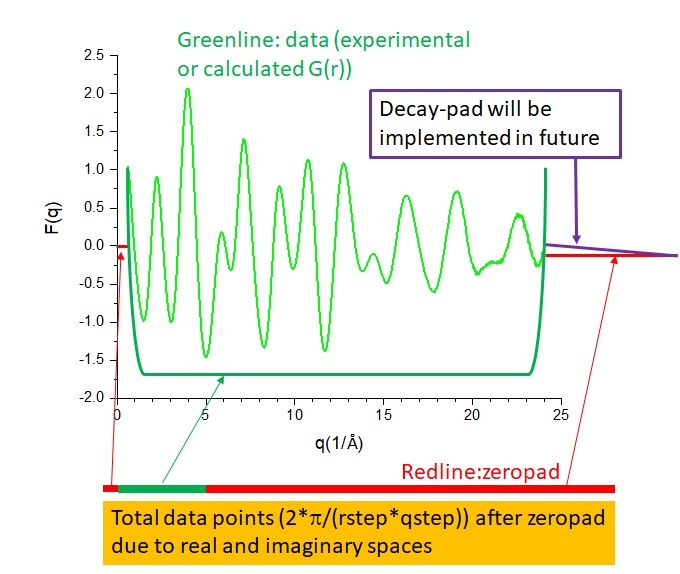 Greenline: data (experimental
or calculated G(r))
2.5
2.0
1.5
1.0
0.5
0.0
-0.5
-1.0
-1.5
-2.0
F(q)
Decay-pad will be
implemented in future
0
5
10
15
20
25
q(1/Å)
Redline:zeropad
Total data points (2*π/(rstep*qstep)) after zeropad
due to real and imaginary spaces